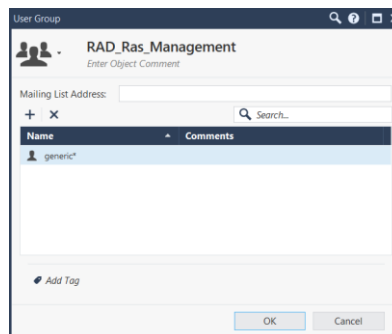 User Group
RAD_Ras_Management
Enter Object Comment
Mailing List Address:
Search...
Name Comments
generic*
Add Tag
OK Cancel